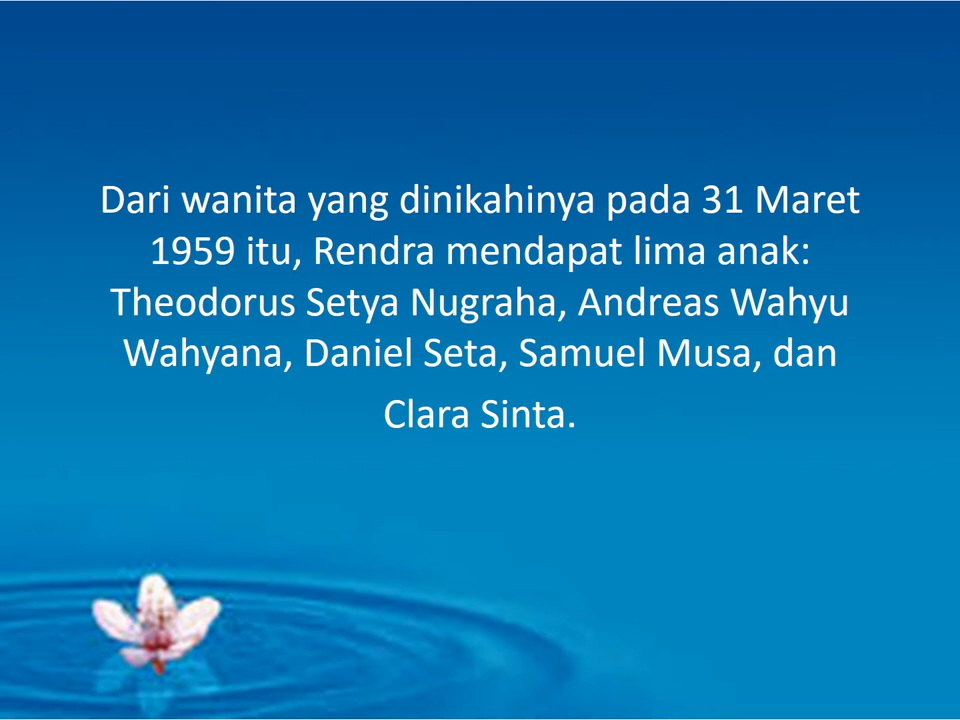 Dari wanita yang dinikahinya pada 31 Maret
1959 itu, Rendra mendapat lima anak:
Theodorus Setya Nugraha, Andreas Wahyu
Wahyana, Daniel Seta, Samuel Musa, dan
Clara Sinta.